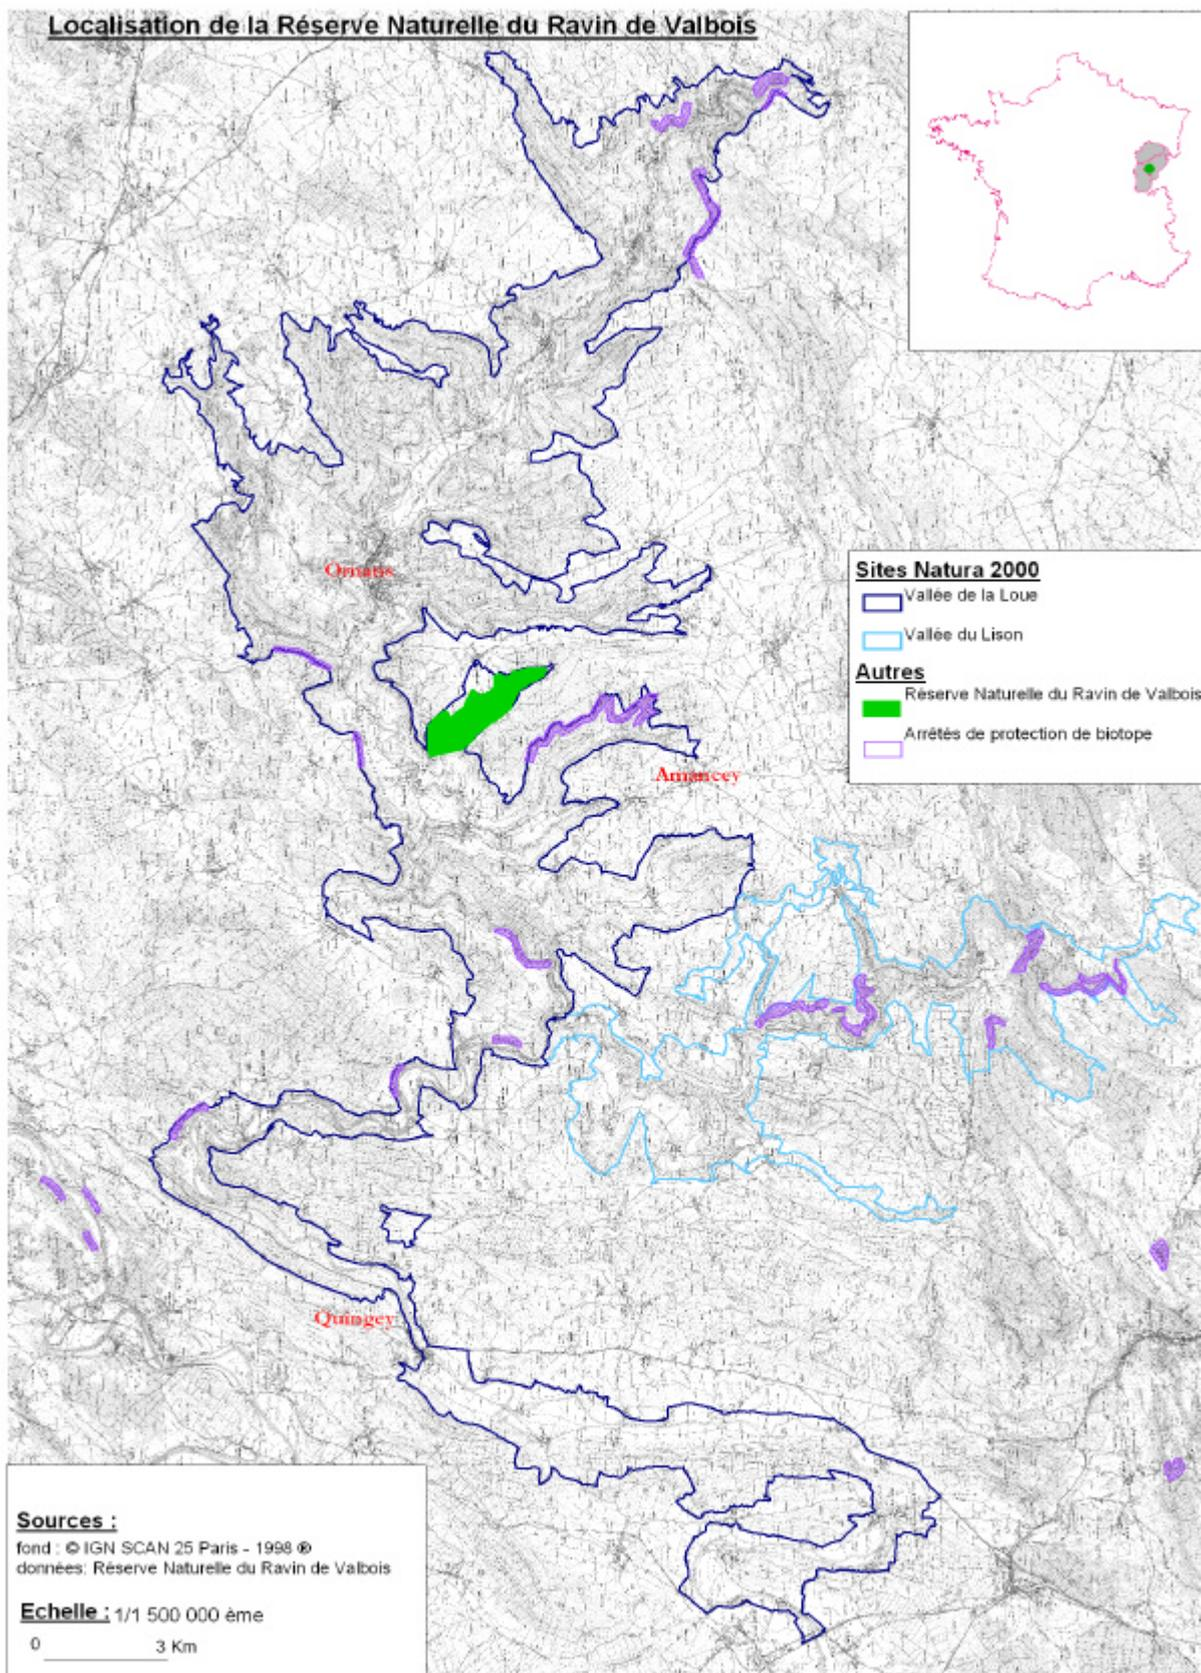 Localisation de la Réserve Naturelle du Ravin de Valbois
Ornans
Sites Natura 2000
Vallée de la Loue
Vallée du Lison
Autres
Réserve Naturelle du Ravin de Valbois
Arrêtés de protection de biotope
Amancey
Quingey
Sources :
fond : © IGN SCAN 25 Paris - 1998 ®
données: Réserve Naturelle du Ravin de Valbois
Echelle : 1/1 500 000 ème
0 3 Km